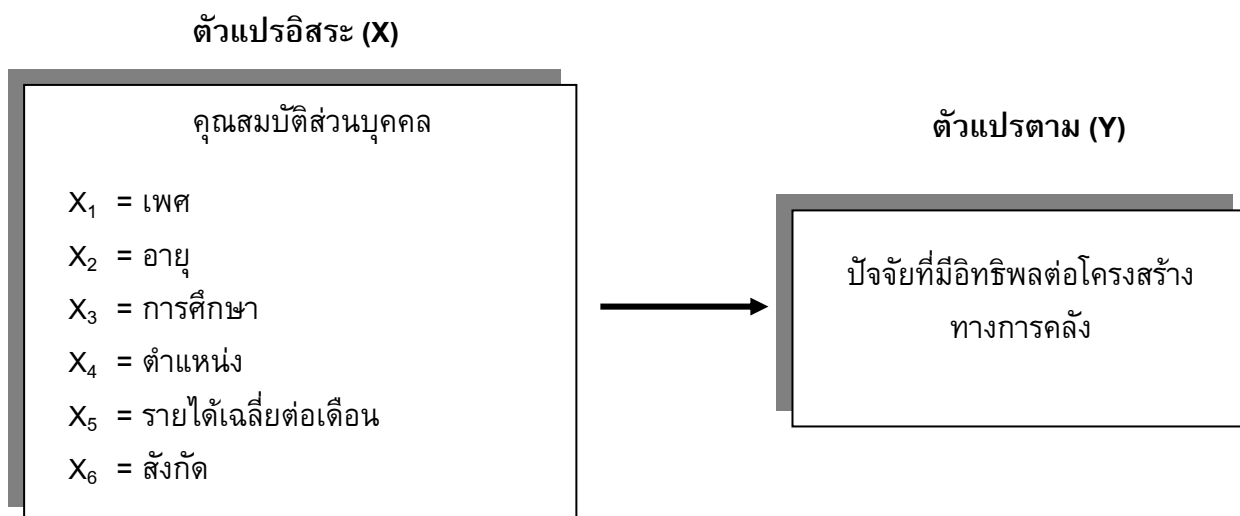 ตัวแปรอิสระ (X)
คุณสมบัติส่วนบุคคล
X₁ = เพศ
X₂ = อายุ
X₃ = การศึกษา
X₄ = ตำแหน่ง
X₅ = รายได้เฉลี่ยต่อเดือน
X₆ = สังกัด
ตัวแปรตาม (Y)
ปัจจัยที่มีอิทธิพลต่อโครงสร้าง
ทางการคลัง